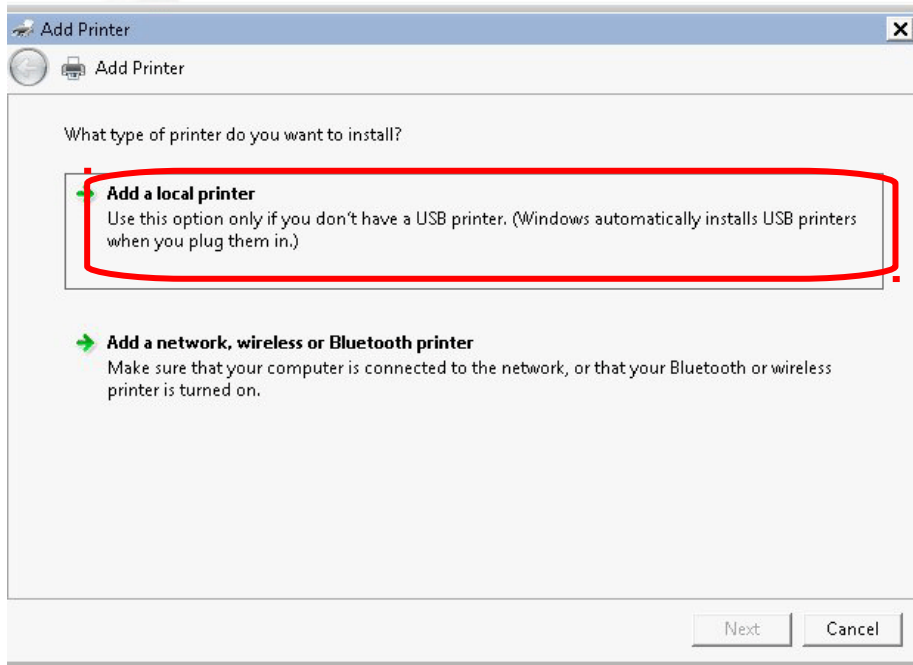 Add Printer
Add Printer
What type of printer do you want to install?
Add a local printer
Use this option only if you don't have a USB printer. (Windows automatically installs USB printers
when you plug them in.)
Add a network, wireless or Bluetooth printer
Make sure that your computer is connected to the network, or that your Bluetooth or wireless
printer is turned on.
Next Cancel